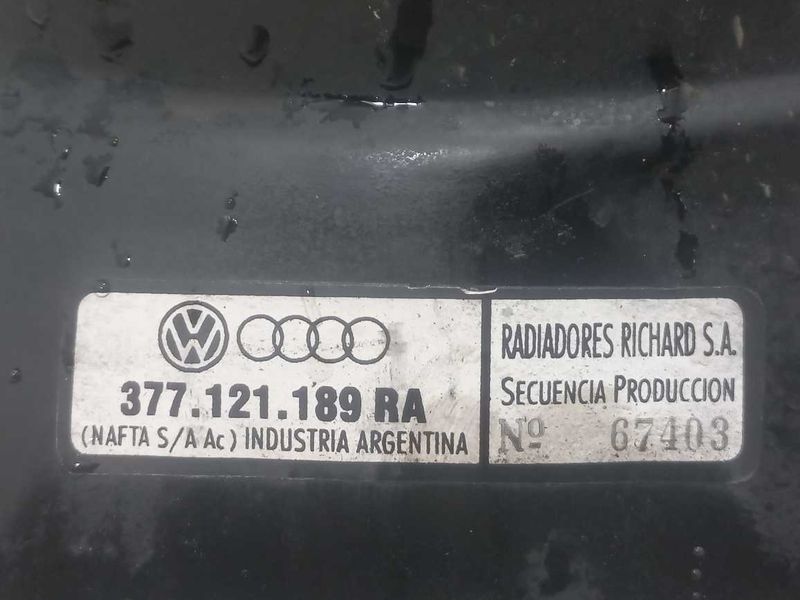 377.121.189 RA
(NAFTA S/A Ac) INDUSTRIA ARGENTINA
RADIADORES RICHARD S.A.
SECUENCIA PRODUCCION
Nº 67403